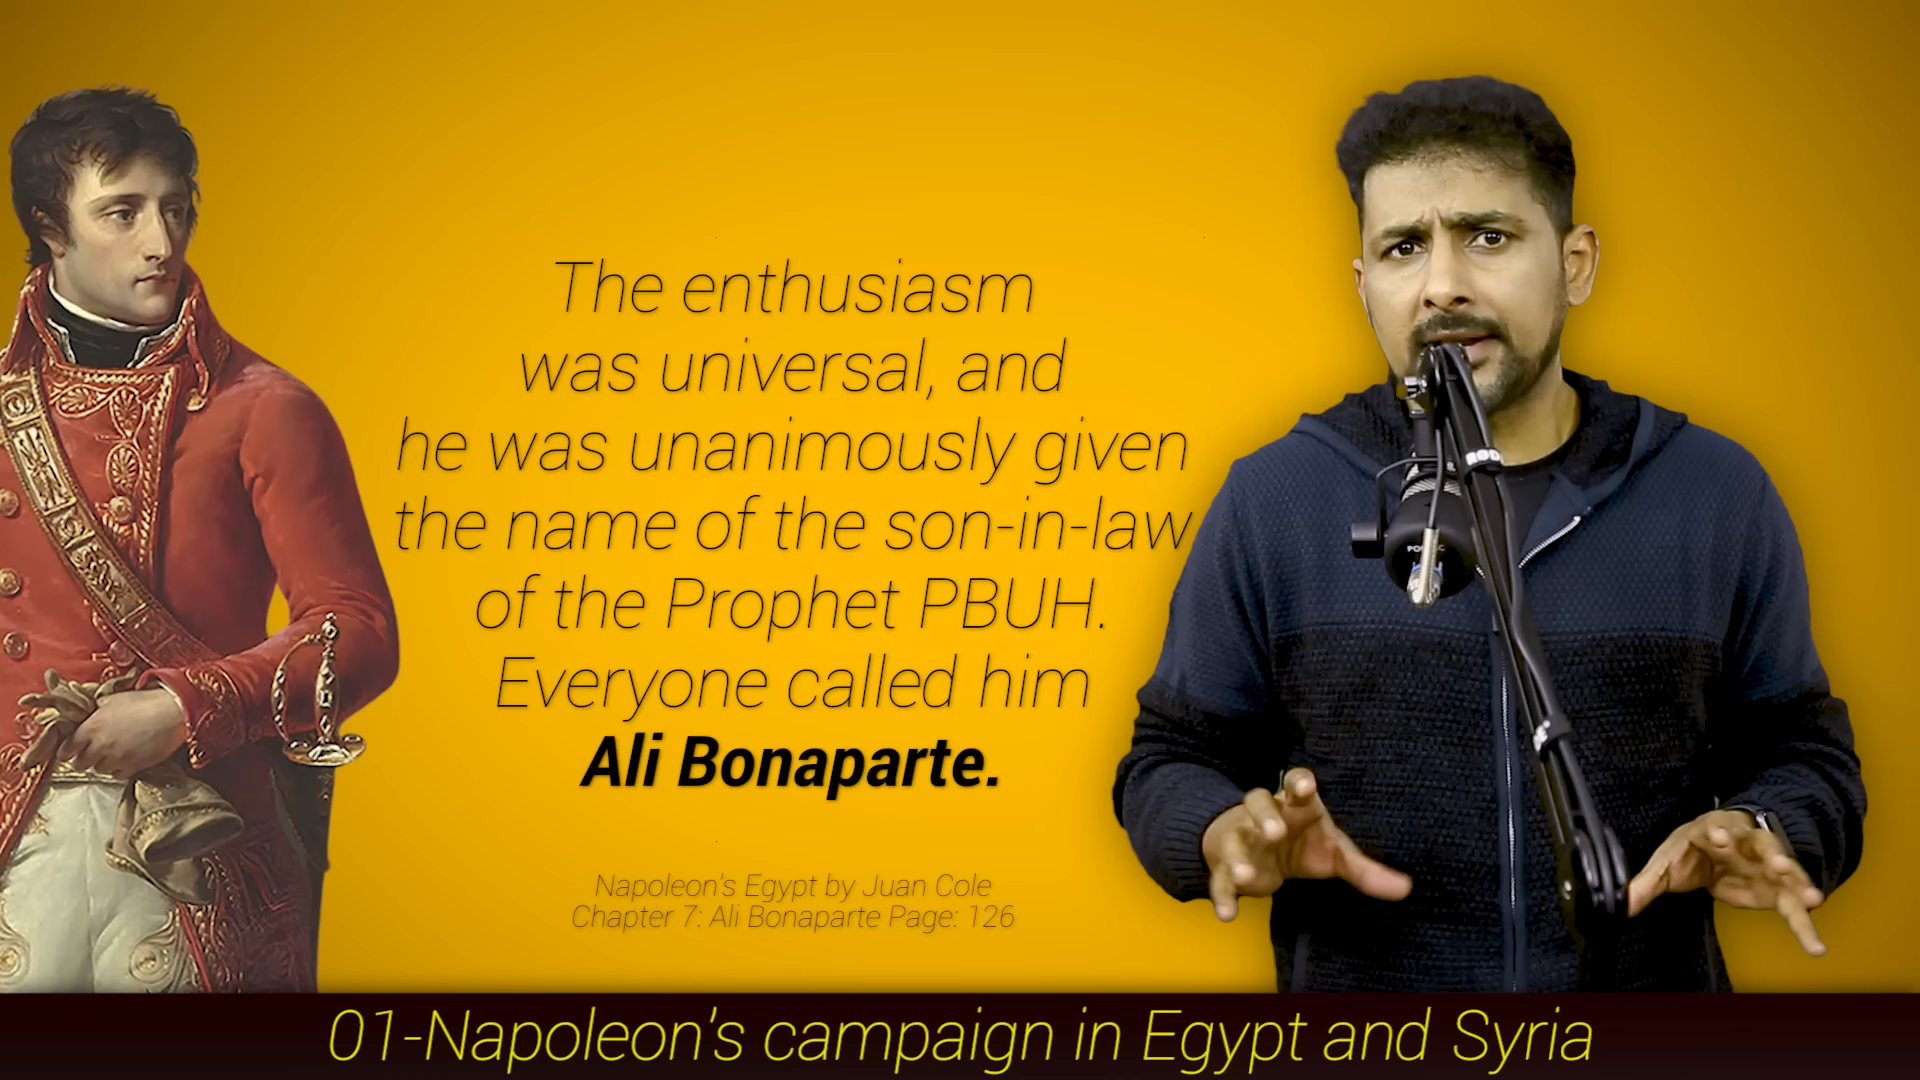 The enthusiasm
was universal, and
he was unanimously given
the name of the son-in-law
of the Prophet PBUH.
Everyone called him
Ali Bonaparte.
Napoleon's Egypt by Juan Cole
Chapter 7: Ali Bonaparte Page: 126
01-Napoleon's campaign in Egypt and Syria